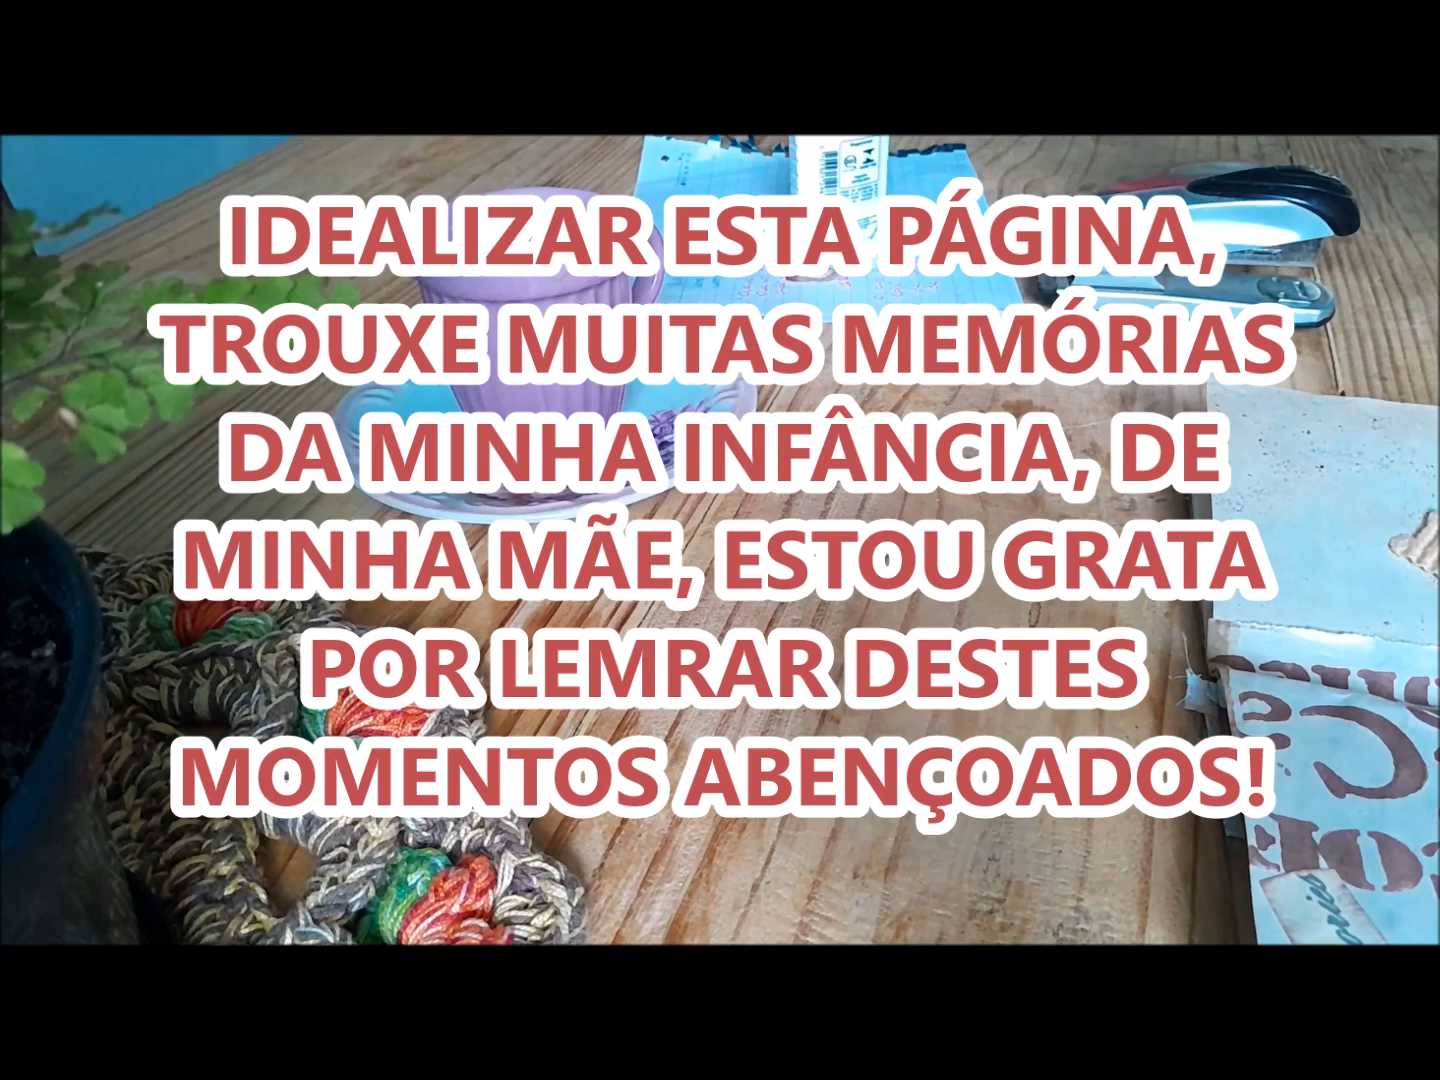 IDEALIZAR ESTA PÁGINA,
TROUXE MUITAS MEMÓRIAS
DA MINHA INFÂNCIA, DE
MINHA MÃE, ESTOU GRATA
POR LEMRAR DESTES
MOMENTOS ABENÇOADOS!